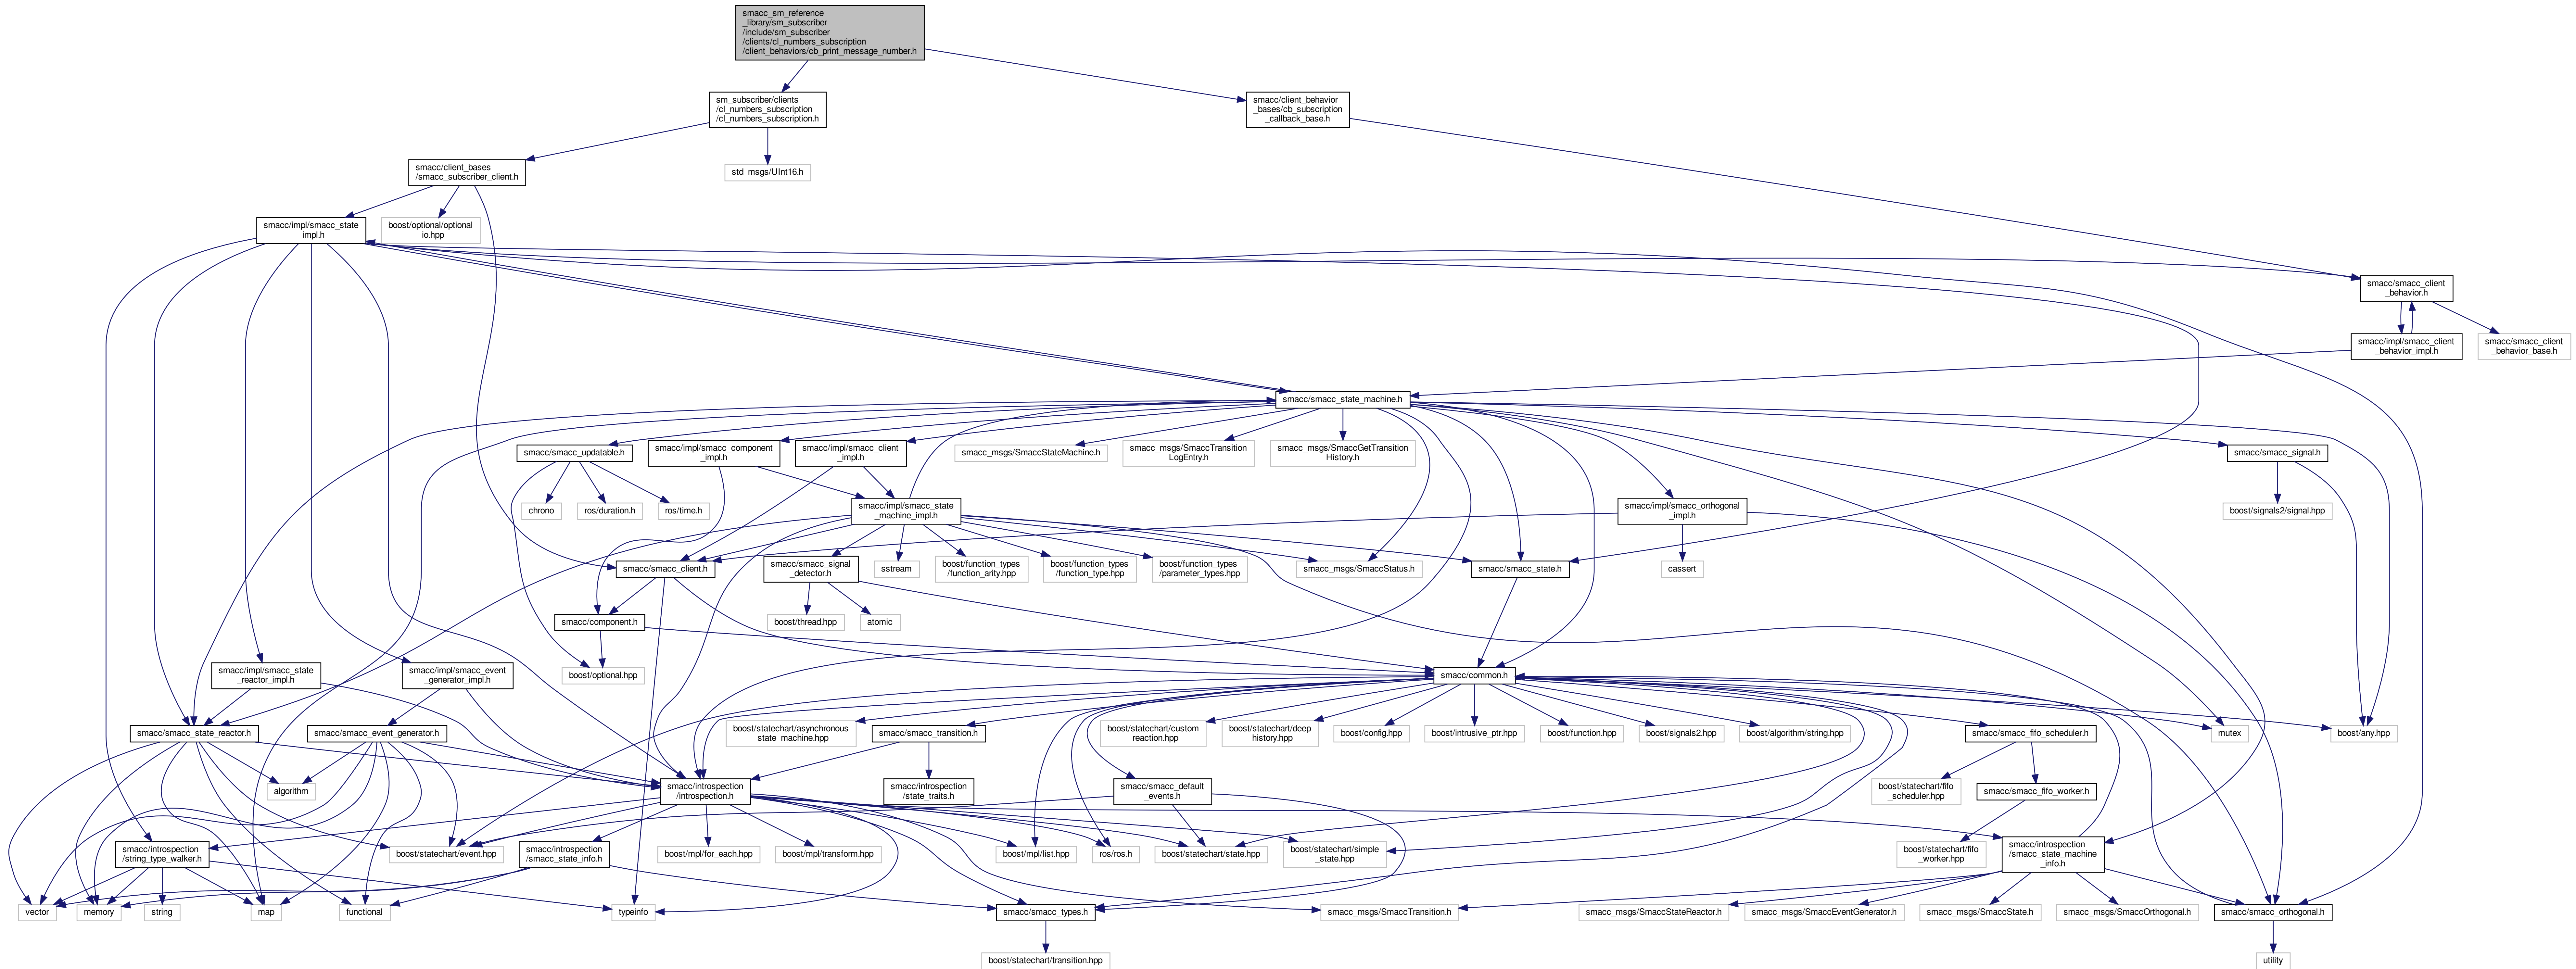 smacc_sm_reference
_library/sm_subscriber
/include/sm_subscriber
/clients/cl_numbers_subscription
/client_behaviors/cb_print_message_number.h
sm_subscriber/clients
/cl_numbers_subscription
/cl_numbers_subscription.h
smacc/client_behavior
_bases/cb_subscription
_callback_base.h
smacc/client_bases
/smacc_subscriber_client.h
std_msgs/UInt16.h
smacc/impl/smacc_state
_impl.h
boost/optional/optional
_io.hpp
smacc/smacc_client
_behavior.h
smacc/impl/smacc_client
_behavior_impl.h
smacc/smacc_client
_behavior_base.h
smacc/smacc_state_machine.h
smacc/smacc_updatable.h
smacc/impl/smacc_component
_impl.h
smacc/impl/smacc_client
_impl.h
smacc_msgs/SmaccStateMachine.h
smacc_msgs/SmaccTransition
LogEntry.h
smacc_msgs/SmaccGetTransition
History.h
smacc/smacc_signal.h
chrono
ros/duration.h
ros/time.h
smacc/impl/smacc_state
_machine_impl.h
smacc/impl/smacc_orthogonal
_impl.h
boost/signals2/signal.hpp
smacc/smacc_client.h
smacc/smacc_signal
_detector.h
sstream
boost/function_types
/function_arity.hpp
boost/function_types
/function_type.hpp
boost/function_types
/parameter_types.hpp
smacc_msgs/SmaccStatus.h
smacc/smacc_state.h
cassert
smacc/component.h
boost/thread.hpp
atomic
smacc/impl/smacc_state
_reactor_impl.h
smacc/impl/smacc_event
_generator_impl.h
boost/optional.hpp
smacc/common.h
smacc/smacc_state_reactor.h
smacc/smacc_event_generator.h
boost/statechart/asynchronous
_state_machine.hpp
smacc/smacc_transition.h
boost/statechart/custom
_reaction.hpp
boost/statechart/deep
_history.hpp
boost/config.hpp
boost/intrusive_ptr.hpp
boost/function.hpp
boost/signals2.hpp
boost/algorithm/string.hpp
smacc/smacc_fifo_scheduler.h
mutex
boost/any.hpp
algorithm
smacc/introspection
/introspection.h
smacc/introspection
/state_traits.h
smacc/smacc_default
_events.h
boost/statechart/fifo
_scheduler.hpp
smacc/smacc_fifo_worker.h
smacc/introspection
/string_type_walker.h
boost/statechart/event.hpp
smacc/introspection
/smacc_state_info.h
boost/mpl/for_each.hpp
boost/mpl/transform.hpp
boost/mpl/list.hpp
ros/ros.h
boost/statechart/state.hpp
boost/statechart/simple
_state.hpp
boost/statechart/fifo
_worker.hpp
smacc/introspection
/smacc_state_machine
_info.h
vector
memory
string
map
functional
typeinfo
smacc/smacc_types.h
smacc_msgs/SmaccTransition.h
smacc_msgs/SmaccStateReactor.h
smacc_msgs/SmaccEventGenerator.h
smacc_msgs/SmaccState.h
smacc_msgs/SmaccOrthogonal.h
smacc/smacc_orthogonal.h
boost/statechart/transition.hpp
utility